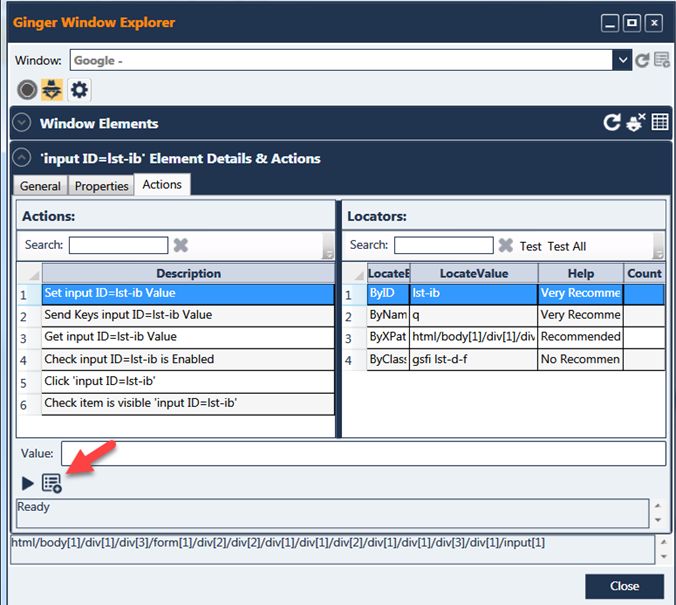 Ginger Window Explorer
Window: Google -
Window Elements
'input ID=lst-ib' Element Details & Actions
General Properties Actions
Actions:
Search:
Description
1 Set input ID=lst-ib Value
2 Send Keys input ID=lst-ib Value
3 Get input ID=lst-ib Value
4 Check input ID=lst-ib is Enabled
5 Click 'input ID=lst-ib'
6 Check item is visible 'input ID=lst-ib'
Locators:
Search: Test Test All
LocateB LocateValue Help Count
1 ByID lst-ib Very Recomme
2 ByNam q Very Recomme
3 ByXPat html/body[1]/div[1]/div Recommended
4 ByClass gsfi lst-d-f No Recommen
Value:
Ready
html/body[1]/div[1]/div[3]/form[1]/div[2]/div[2]/div[1]/div[1]/div[2]/div[1]/div[1]/div[3]/div[1]/input[1]
Close